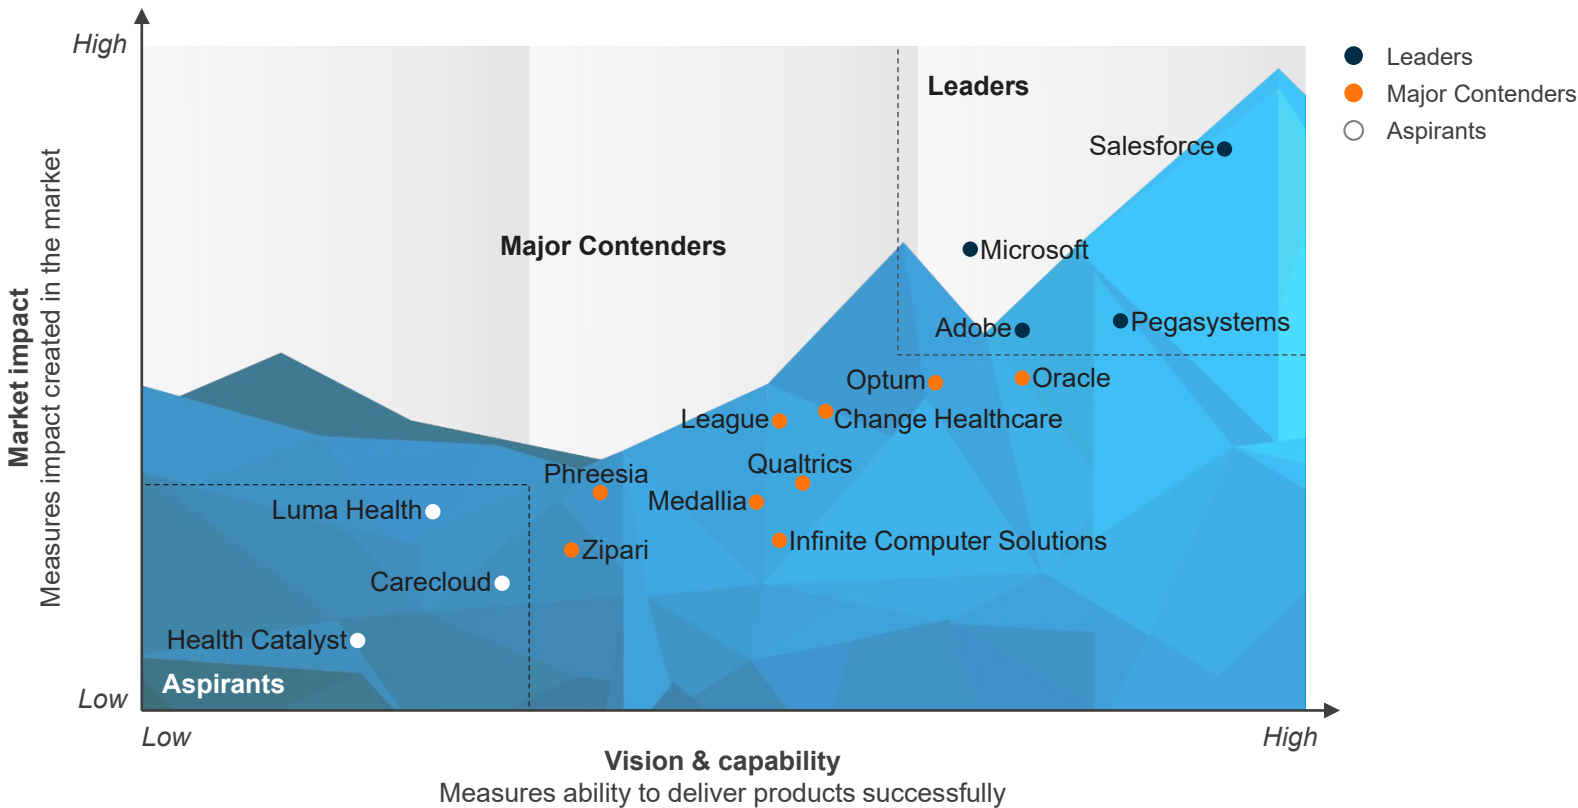 High
Leaders
Leaders
Major Contenders
Aspirants
Salesforce
Major Contenders
Microsoft
Adobe
Pegasystems
Market impact
Measures impact created in the market
Optum
Oracle
League
Change Healthcare
Qualtrics
Phreesia
Medallia
Luma Health
Infinite Computer Solutions
Zipari
Carecloud
Health Catalyst
Aspirants
Low
Low
High
Vision & capability
Measures ability to deliver products successfully